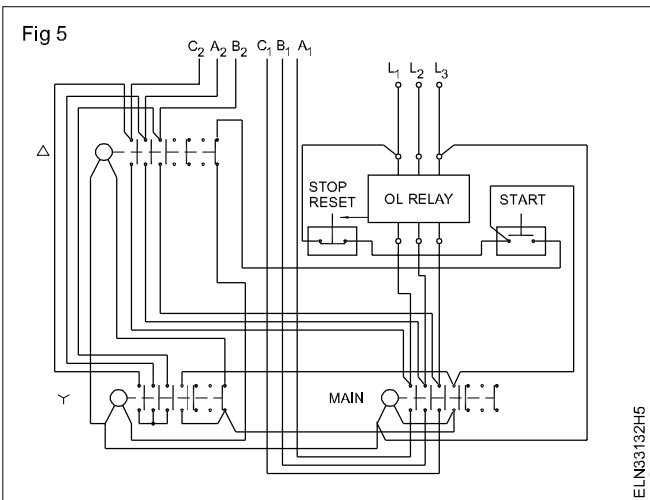 Fig 5
C2 A2 B2 C1 B1 A1
L1 L2 L3
△
STOP
RESET
OL RELAY
START
Y
MAIN
ELN33132H5